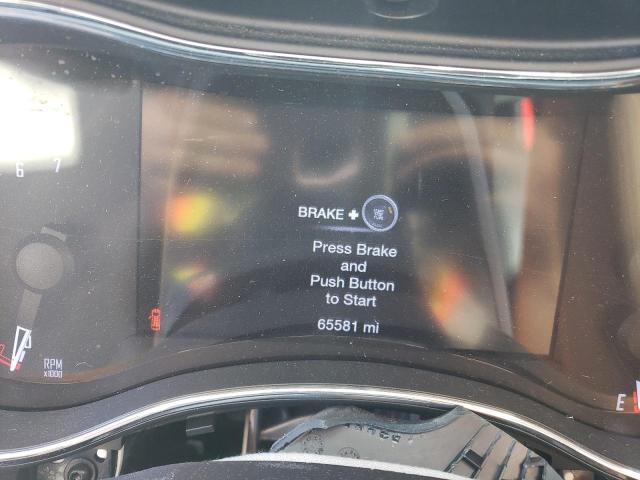 6 7
BRAKE +
Press Brake
and
Push Button
to Start
65581 mi
RPM
x1000
E